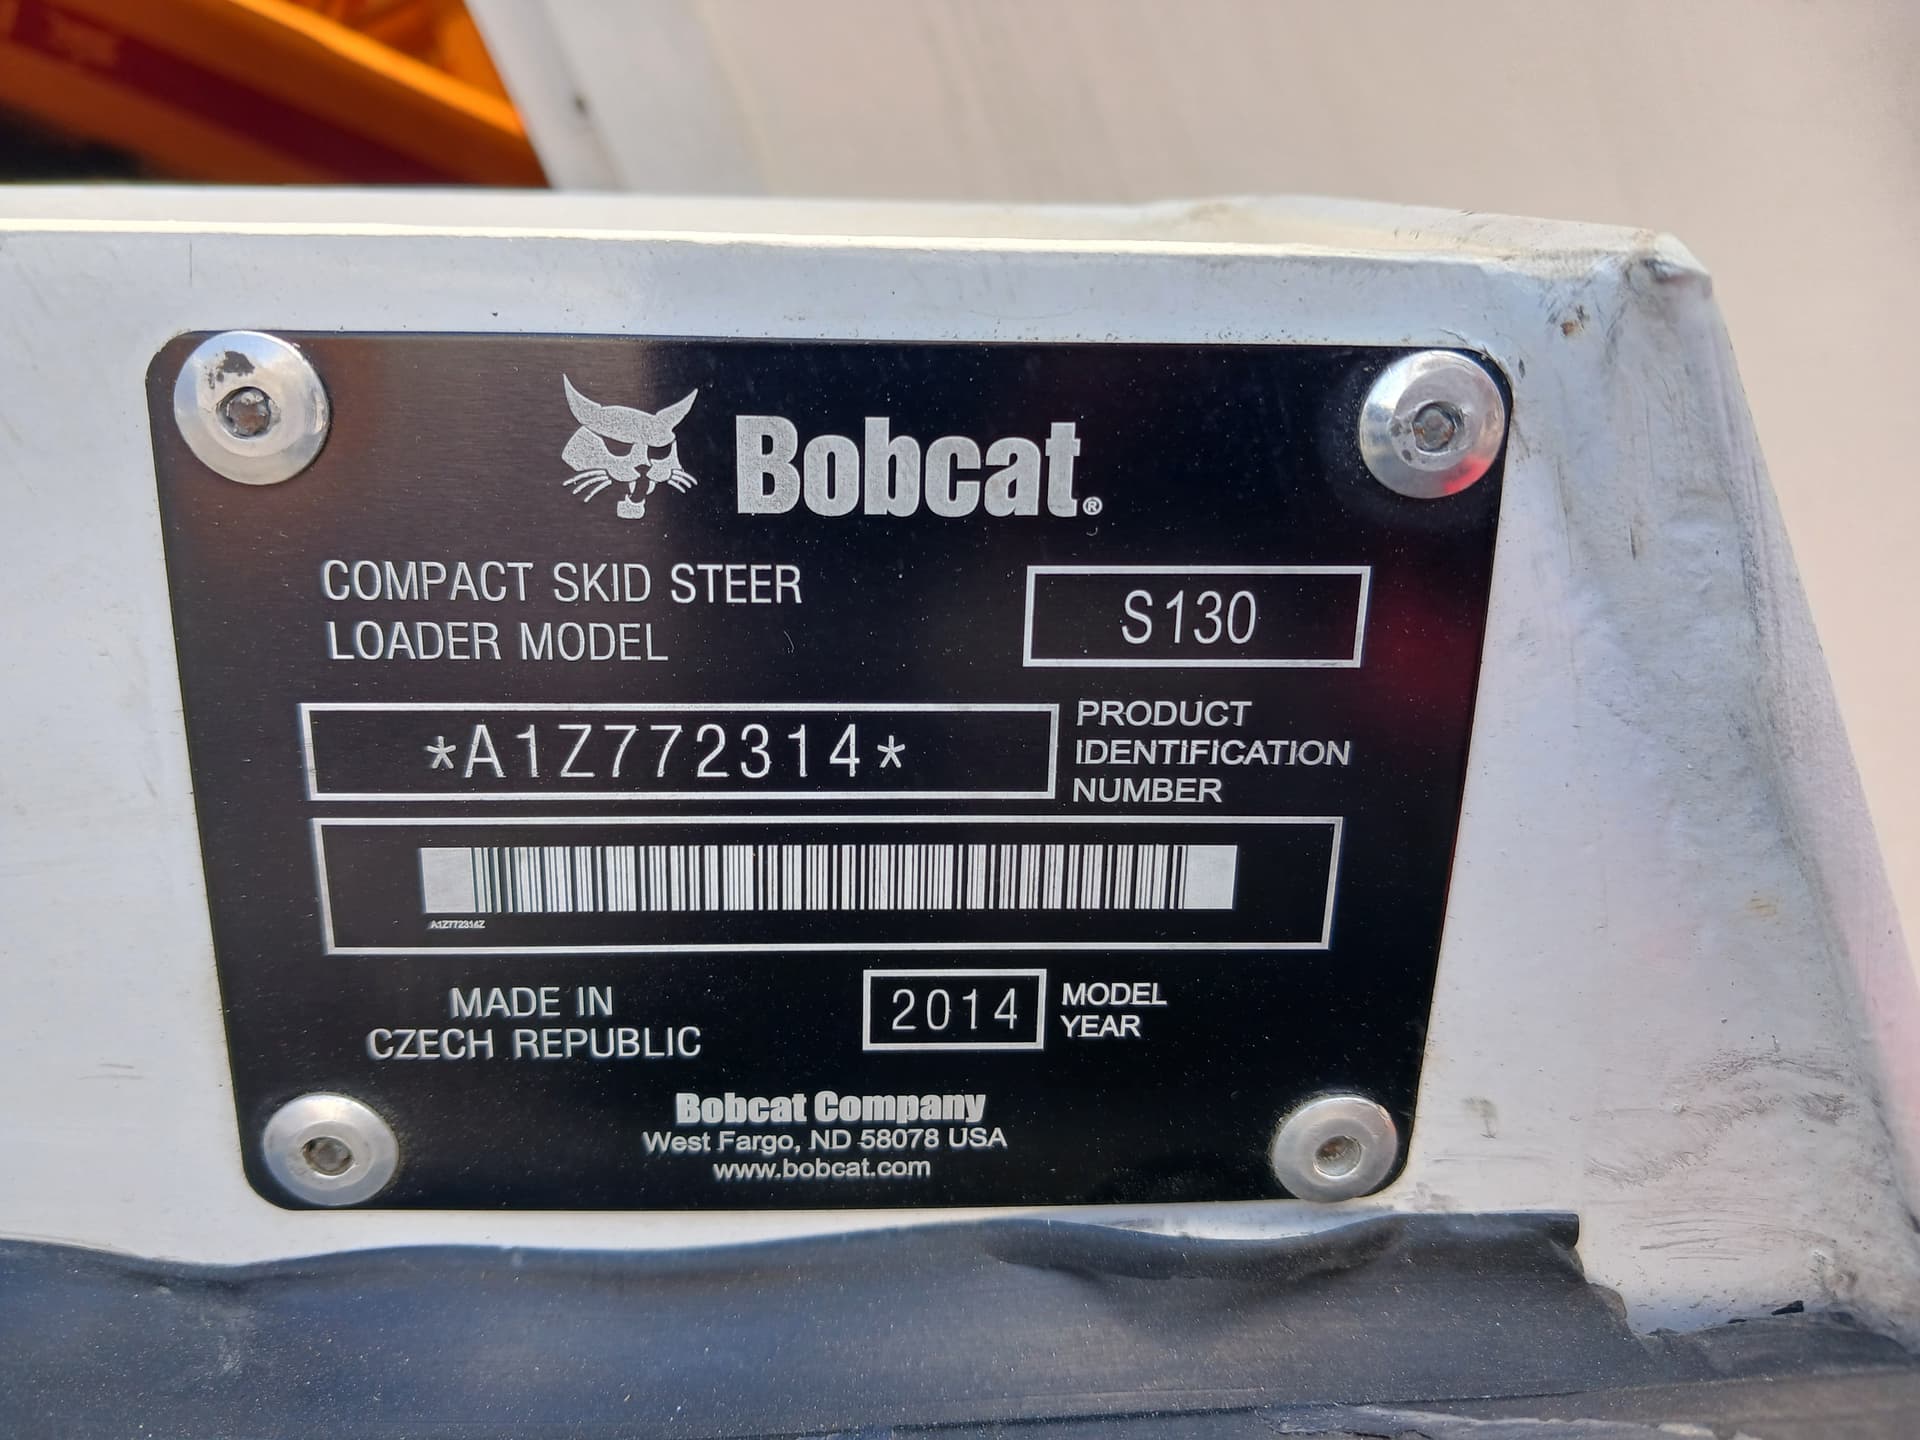 Bobcat®
COMPACT SKID STEER
LOADER MODEL
S130
*A1Z772314*
PRODUCT
IDENTIFICATION
NUMBER
A1Z772314Z
MADE IN
CZECH REPUBLIC
2014
MODEL
YEAR
Bobcat Company
West Fargo, ND 58078 USA
www.bobcat.com